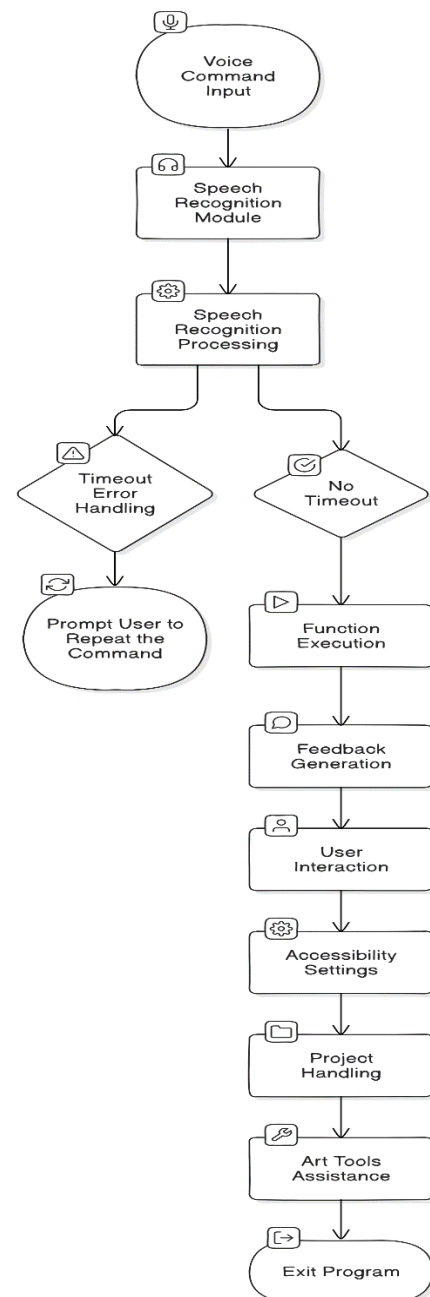 Voice
Command
Input
Speech
Recognition
Module
Speech
Recognition
Processing
Timeout
Error
Handling
No
Timeout
Prompt User to
Repeat the
Command
Function
Execution
Feedback
Generation
User
Interaction
Accessibility
Settings
Project
Handling
Art Tools
Assistance
Exit Program